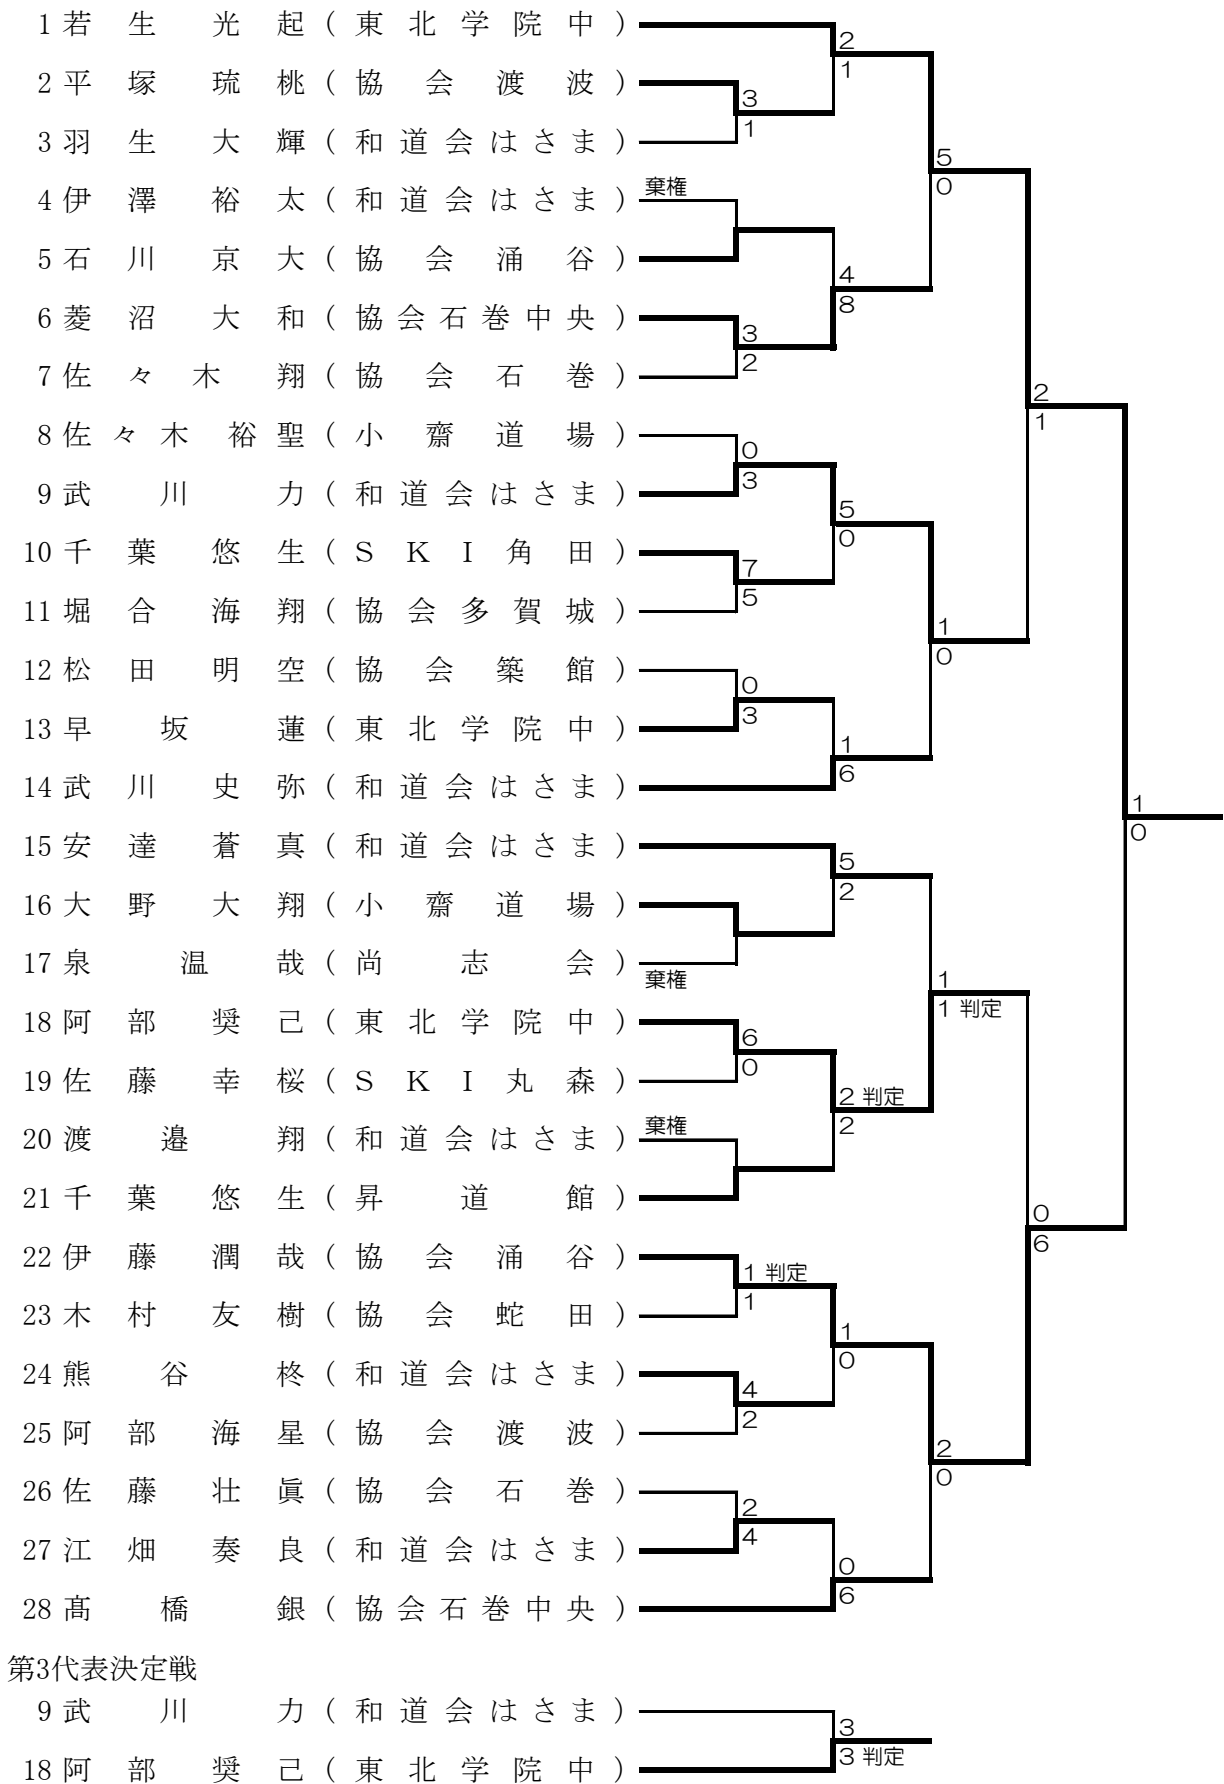 1 若生光起（東北学院中）
2
1
2 平塚琉桃（協会渡波）
3
1
3 羽生大輝（和道会はさま）
5
0
4 伊澤裕太（和道会はさま） 棄権
5 石川京大（協会涌谷）
4
8
6 菱沼大和（協会石巻中央）
3
2
7 佐々木翔（協会石巻）
2
1
8 佐々木裕聖（小齋道場）
0
3
9 武川力（和道会はさま）
5
0
10 千葉悠生（ＳＫＩ角田）
7
5
11 堀合海翔（協会多賀城）
1
0
12 松田明空（協会築館）
0
3
13 早坂蓮（東北学院中）
1
6
14 武川史弥（和道会はさま）
1
0
15 安達蒼真（和道会はさま）
5
2
16 大野大翔（小齋道場）
17 泉温哉（尚志会） 棄権
1
1 判定
18 阿部奨己（東北学院中）
6
0
19 佐藤幸桜（ＳＫＩ丸森）
2 判定
2
20 渡邉翔（和道会はさま） 棄権
21 千葉悠生（昇道館）
0
6
22 伊藤潤哉（協会涌谷）
1 判定
1
23 木村友樹（協会蛇田）
1
0
24 熊谷柊（和道会はさま）
4
2
25 阿部海星（協会渡波）
2
0
26 佐藤壮眞（協会石巻）
2
4
27 江畑奏良（和道会はさま）
0
6
28 髙橋銀（協会石巻中央）
第3代表決定戦
9 武川力（和道会はさま）
3
3 判定
18 阿部奨己（東北学院中）